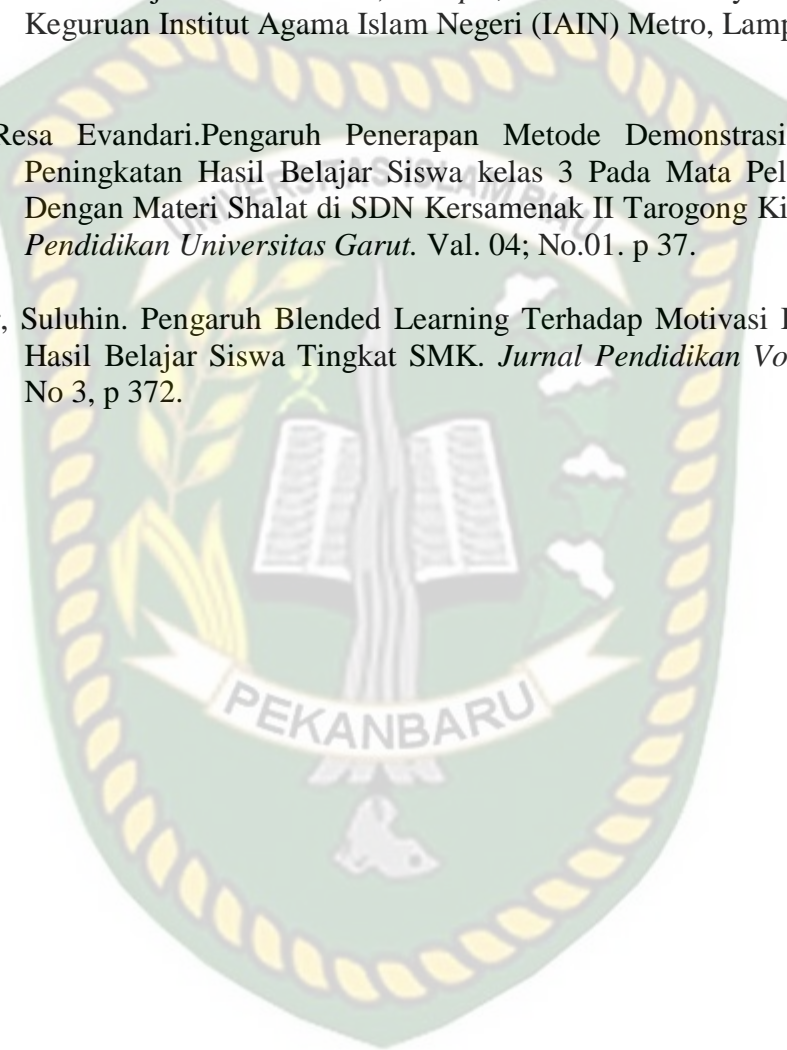 Keguruan Institut Agama Islam Negeri (IAIN) Metro, Lamp
Resa Evandari.Pengaruh Penerapan Metode Demonstrasi
Peningkatan Hasil Belajar Siswa kelas 3 Pada Mata Pel
Dengan Materi Shalat di SDN Kersamenak II Tarogong Ki
Pendidikan Universitas Garut. Val. 04; No.01. p 37.
, Suluhin. Pengaruh Blended Learning Terhadap Motivasi
Hasil Belajar Siswa Tingkat SMK. Jurnal Pendidikan Vo
No 3, p 372.
UNIVERSITAS ISLAM RIAU
PEKANBARU